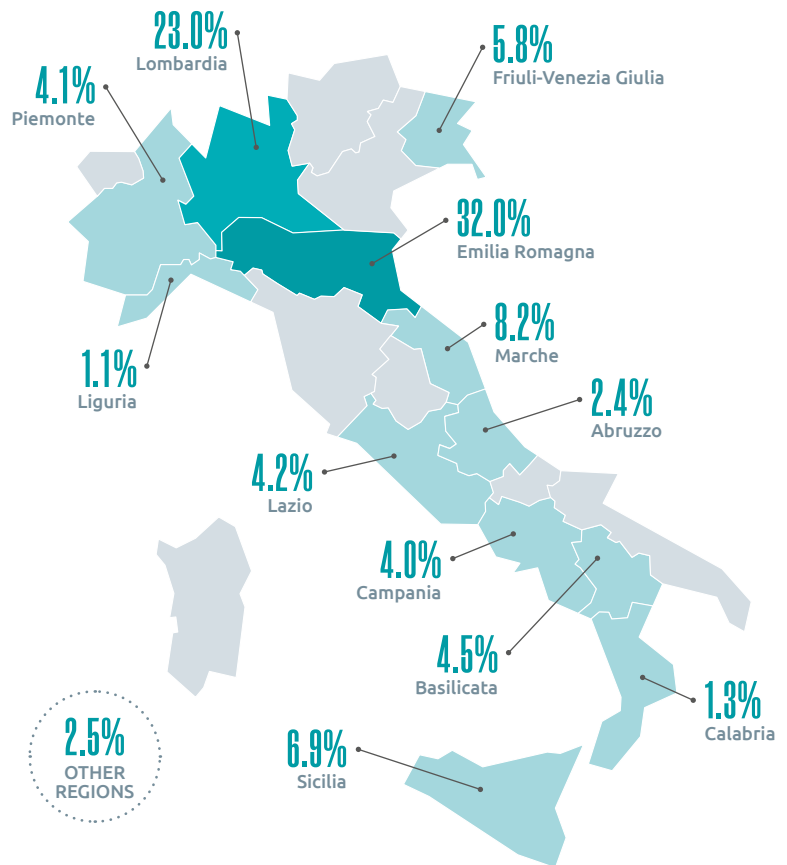 23.0%
Lombardia
5.8%
Friuli-Venezia Giulia
4.1%
Piemonte
32.0%
Emilia Romagna
8.2%
Marche
1.1%
Liguria
2.4%
Abruzzo
4.2%
Lazio
4.0%
Campania
4.5%
Basilicata
1.3%
Calabria
6.9%
Sicilia
2.5%
OTHER
REGIONS